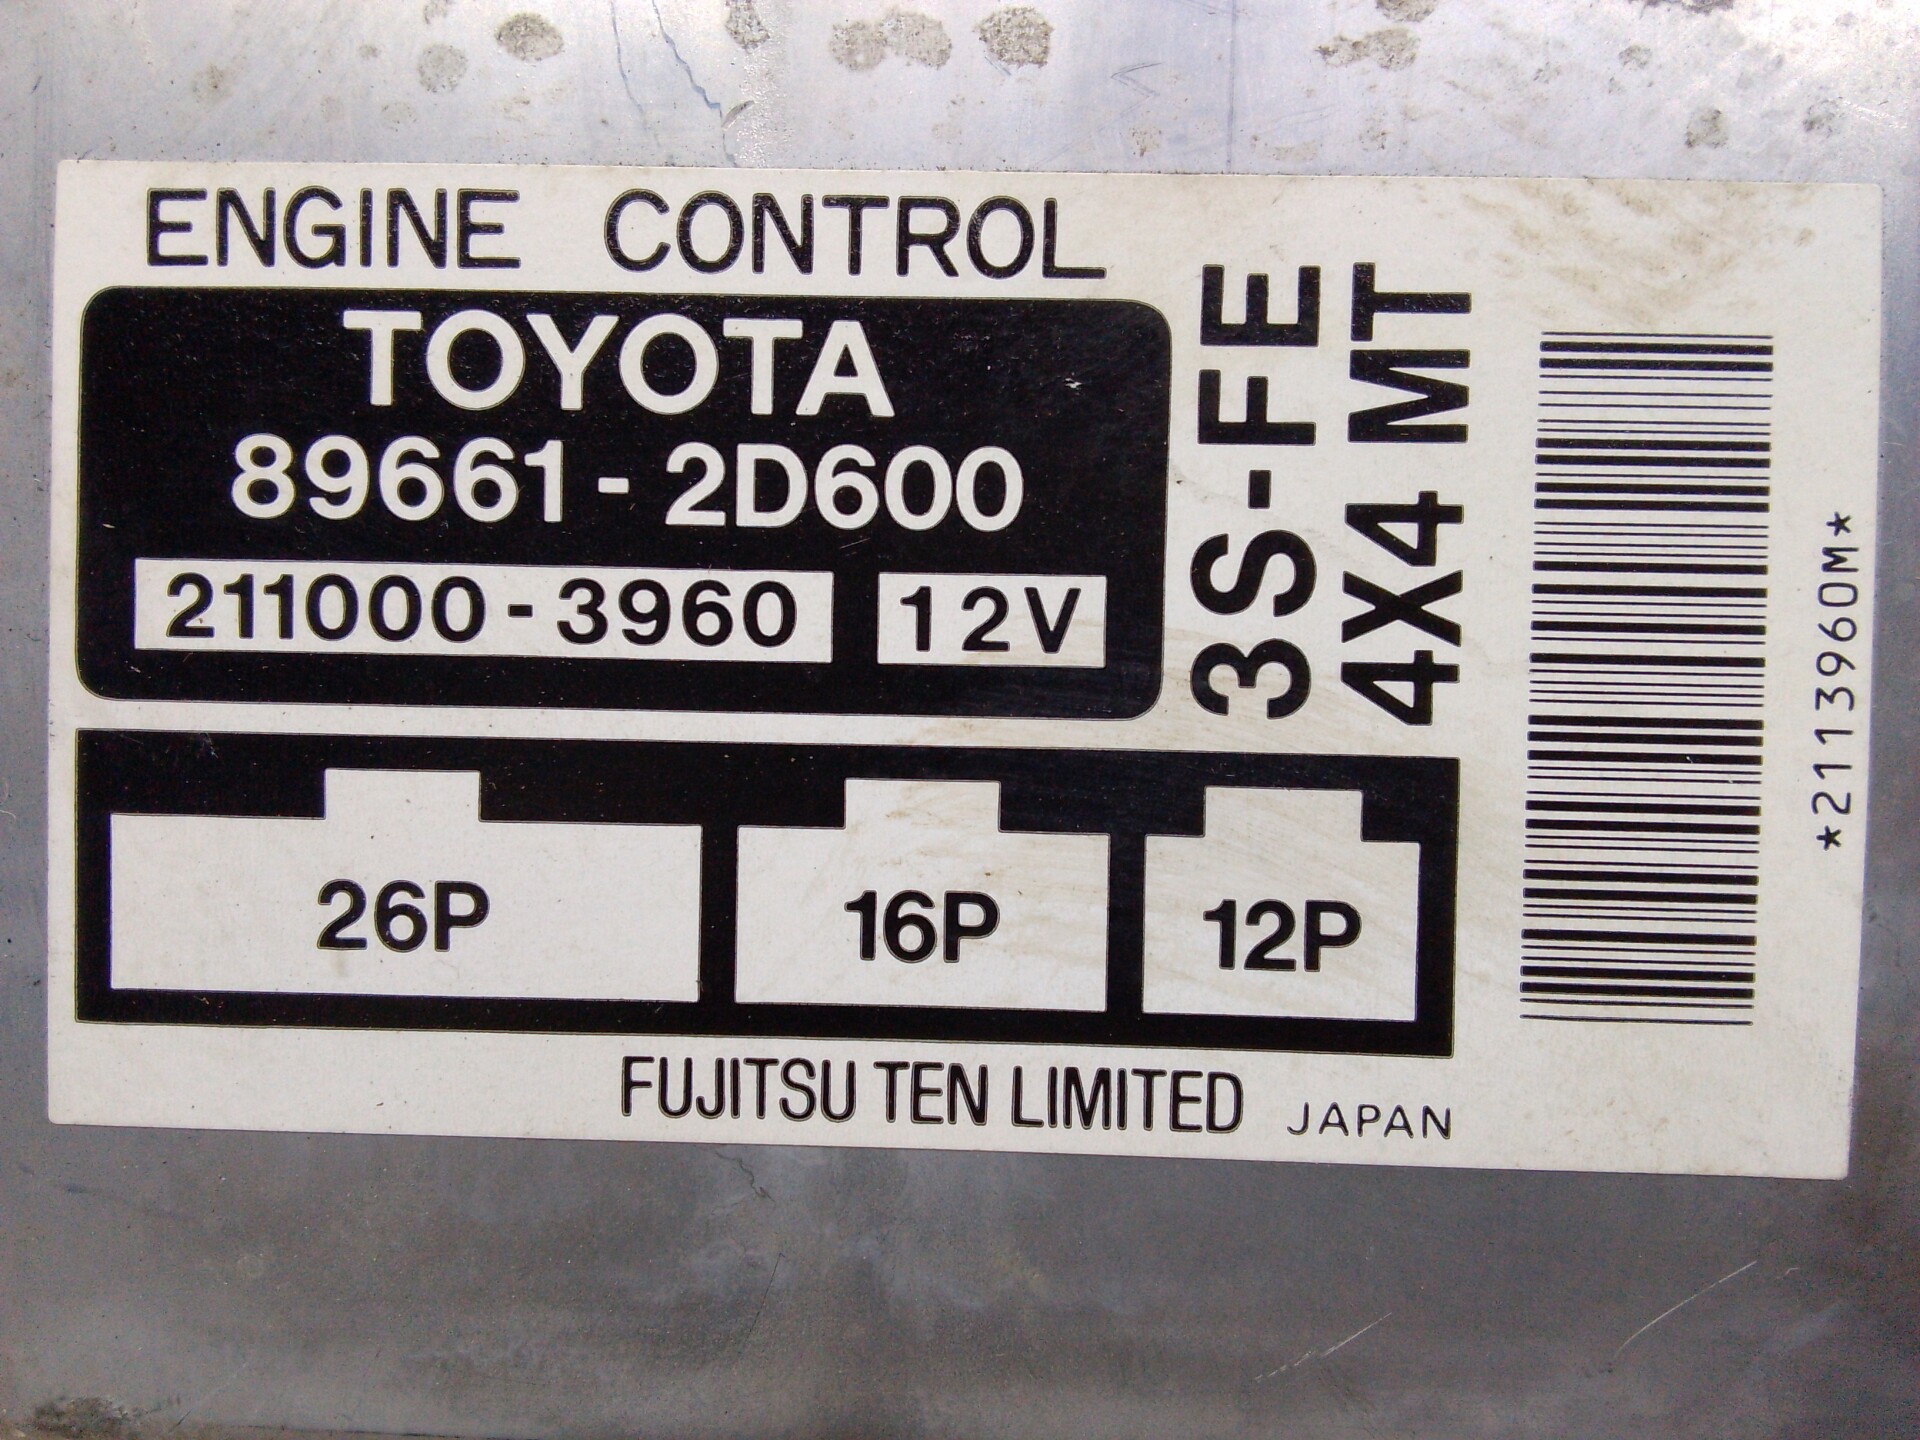 ENGINE CONTROL
TOYOTA
89661-2D600
211000-3960 12V
3S-FE
4X4 MT
26P 16P 12P
FUJITSU TEN LIMITED JAPAN
*2113960M*